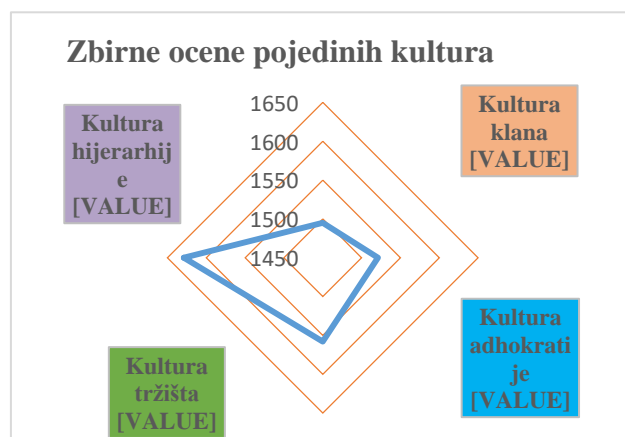 Zbirne ocene pojedinih kultura
Kultura
hijerarhij
e
[VALUE]
1650
1600
1550
1500
1450
Kultura
klana
[VALUE]
Kultura
tržišta
[VALUE]
Kultura
adhokrati
je
[VALUE]